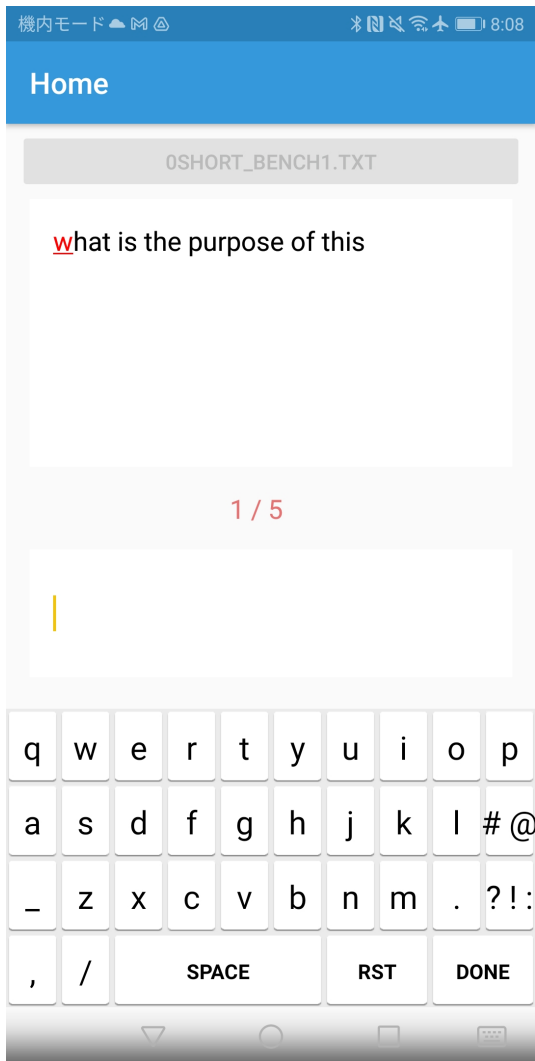 機内モード 8:08
Home
0SHORT_BENCH1.TXT
what is the purpose of this
1 / 5
q w e r t y u i o p
a s d f g h j k l # @
_ z x c v b n m . ? ! :
, / SPACE RST DONE